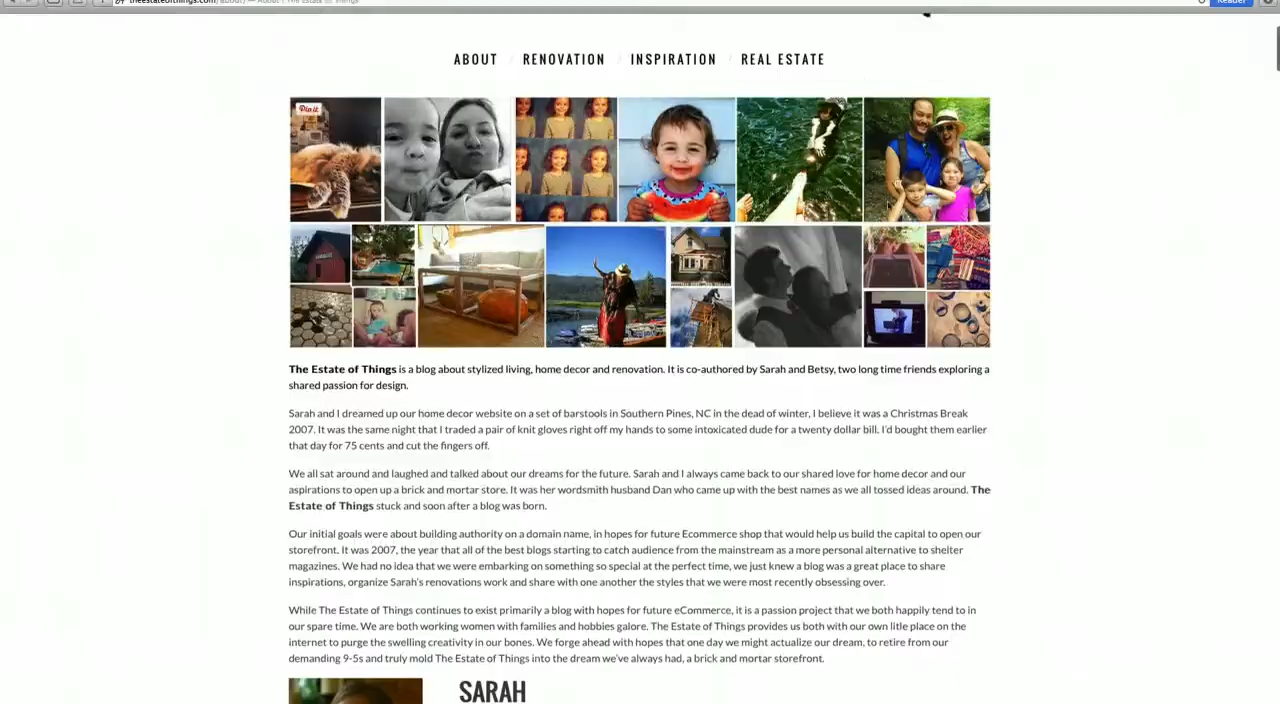 Reader
ABOUT / RENOVATION / INSPIRATION / REAL ESTATE
Pin it
The Estate of Things is a blog about stylized living, home decor and renovation. It is co-authored by Sarah and Betsy, two long time friends exploring a
shared passion for design.
Sarah and I dreamed up our home decor website on a set of barstools in Southern Pines, NC in the dead of winter, I believe it was a Christmas Break
2007. It was the same night that I traded a pair of knit gloves right off my hands to some intoxicated dude for a twenty dollar bill. I'd bought them earlier
that day for 75 cents and cut the fingers off.
We all sat around and laughed and talked about our dreams for the future. Sarah and I always came back to our shared love for home decor and our
aspirations to open up a brick and mortar store. It was her wordsmith husband Dan who came up with the best names as we all tossed ideas around. The
Estate of Things stuck and soon after a blog was born.
Our initial goals were about building authority on a domain name, in hopes for future Ecommerce shop that would help us build the capital to open our
storefront. It was 2007, the year that all of the best blogs starting to catch audience from the mainstream as a more personal alternative to shelter
magazines. We had no idea that we were embarking on something so special at the perfect time, we just knew a blog was a great place to share
inspirations, organize Sarah's renovations work and share with one another the styles that we were most recently obsessing over.
While The Estate of Things continues to exist primarily a blog with hopes for future eCommerce, it is a passion project that we both happily tend to in
our spare time. We are both working women with families and hobbies galore. The Estate of Things provides us both with our own litle place on the
internet to purge the swelling creativity in our bones. We forge ahead with hopes that one day we might actualize our dream, to retire from our
demanding 9-5s and truly mold The Estate of Things into the dream we've always had, a brick and mortar storefront.
SARAH